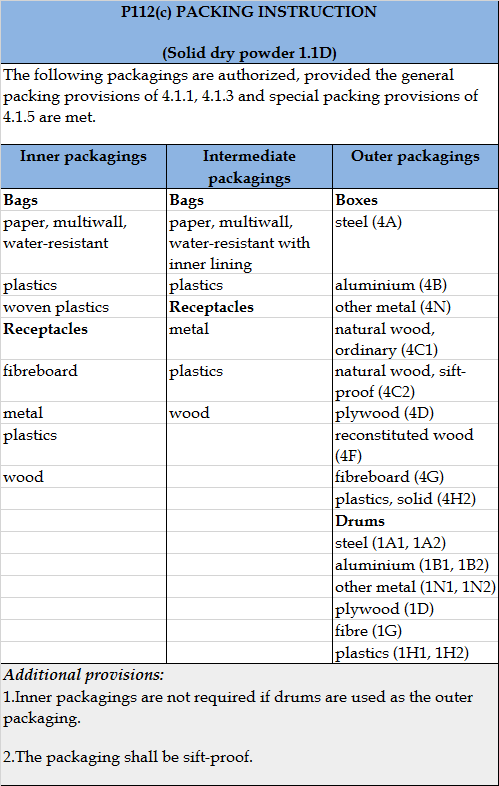 P112(c) PACKING INSTRUCTION
(Solid dry powder 1.1D)
The following packagings are authorized, provided the general
packing provisions of 4.1.1, 4.1.3 and special packing provisions of
4.1.5 are met.
Inner packagings
Intermediate
packagings
Outer packagings
Bags
Bags
Boxes
paper, multiwall,
water-resistant
paper, multiwall,
water-resistant with
inner lining
steel (4A)
plastics
plastics
aluminium (4B)
woven plastics
Receptacles
other metal (4N)
Receptacles
metal
natural wood,
ordinary (4C1)
fibreboard
plastics
natural wood, sift-
proof (4C2)
metal
wood
plywood (4D)
plastics
reconstituted wood
(4F)
wood
fibreboard (4G)
plastics, solid (4H2)
Drums
steel (1A1, 1A2)
aluminium (1B1, 1B2)
other metal (1N1, 1N2)
plywood (1D)
fibre (1G)
plastics (1H1, 1H2)
Additional provisions:
1.Inner packagings are not required if drums are used as the outer
packaging.
2.The packaging shall be sift-proof.